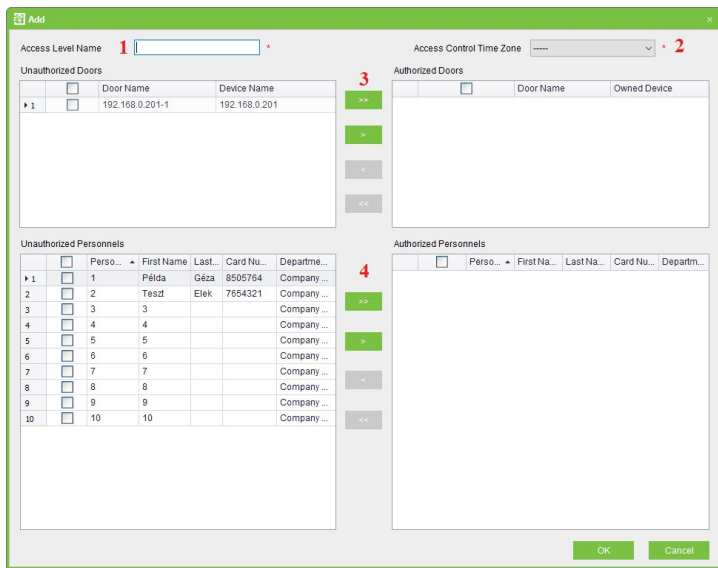 Add ×
Access Level Name 1 * Access Control Time Zone ----- * 2
Unauthorized Doors 3 Authorized Doors
Door Name Device Name >> Door Name Owned Device
1 192.168.0.201-1 192.168.0.201
>
<
<<
Unauthorized Personnels 4 Authorized Personnels
Perso... First Name Last... Card Nu... Departme... Perso... First Na... Last Na... Card Nu... Departm...
1 1 Példa Géza 8505764 Company ...
2 2 Teszt Elek 7654321 Company ... >>
3 3 3 Company ...
4 4 4 Company ...
5 5 5 Company ... >
6 6 6 Company ...
7 7 7 Company ... <
8 8 8 Company ...
9 9 9 Company ...
10 10 10 Company ... <<
OK Cancel